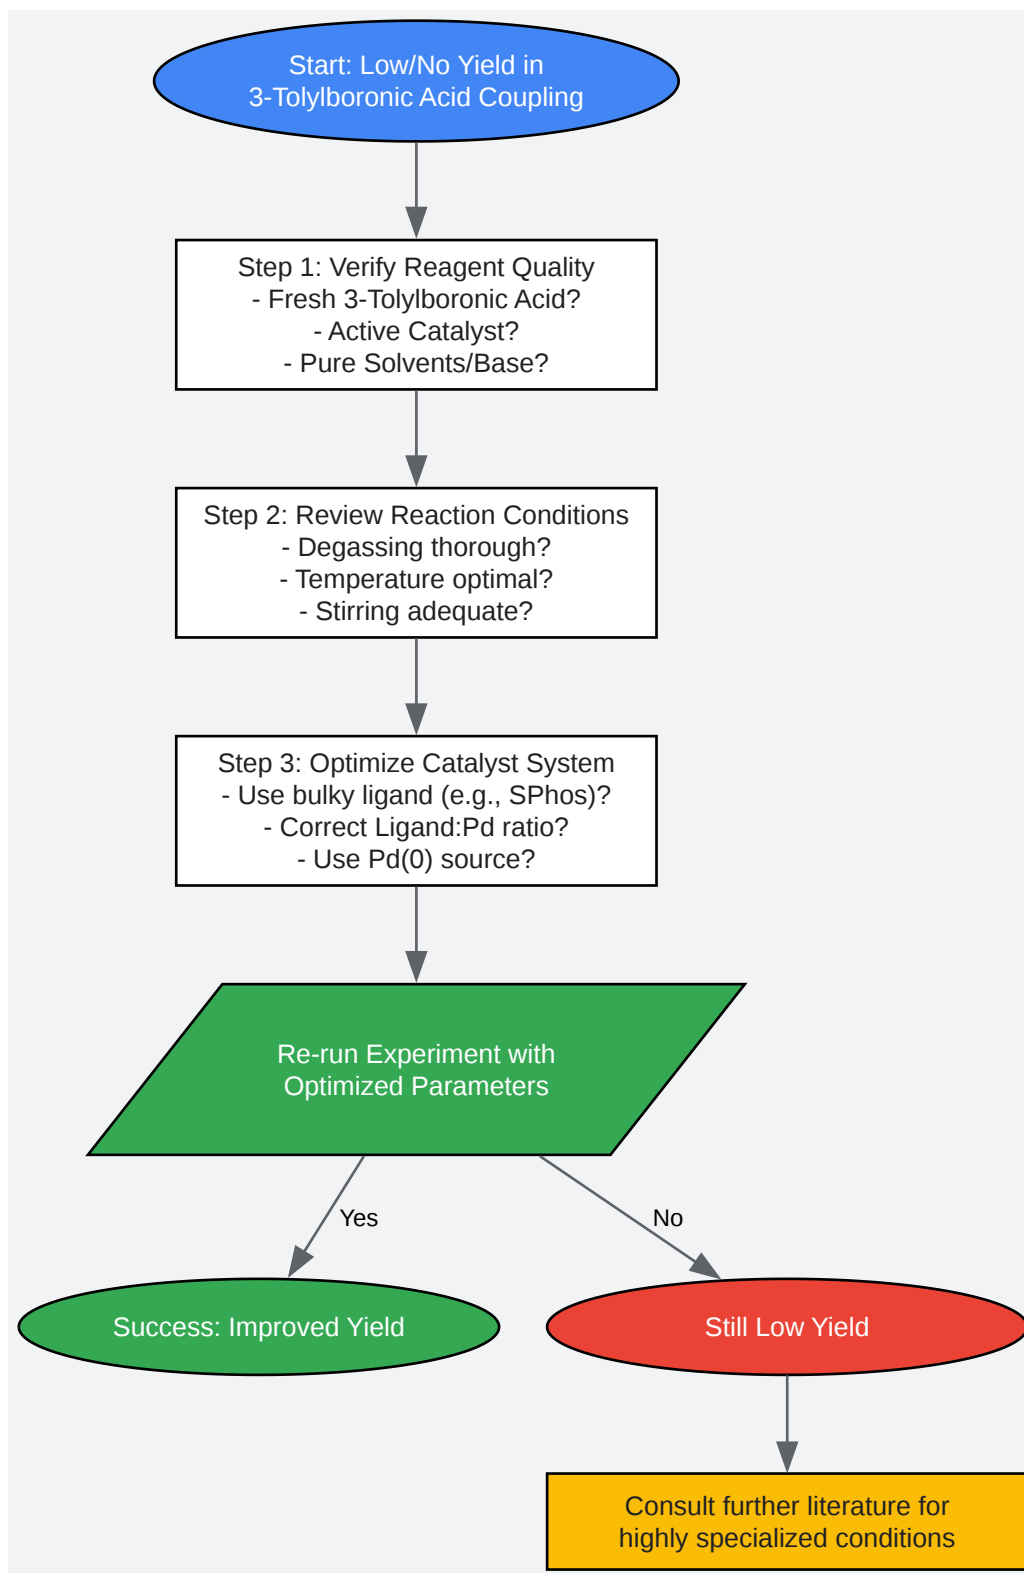 Start: Low/No Yield in
3-Tolylboronic Acid Coupling
Step 1: Verify Reagent Quality
- Fresh 3-Tolylboronic Acid?
- Active Catalyst?
- Pure Solvents/Base?
Step 2: Review Reaction Conditions
- Degassing thorough?
- Temperature optimal?
- Stirring adequate?
Step 3: Optimize Catalyst System
- Use bulky ligand (e.g., SPhos)?
- Correct Ligand:Pd ratio?
- Use Pd(0) source?
Re-run Experiment with
Optimized Parameters
Yes
No
Success: Improved Yield
Still Low Yield
Consult further literature for
highly specialized conditions